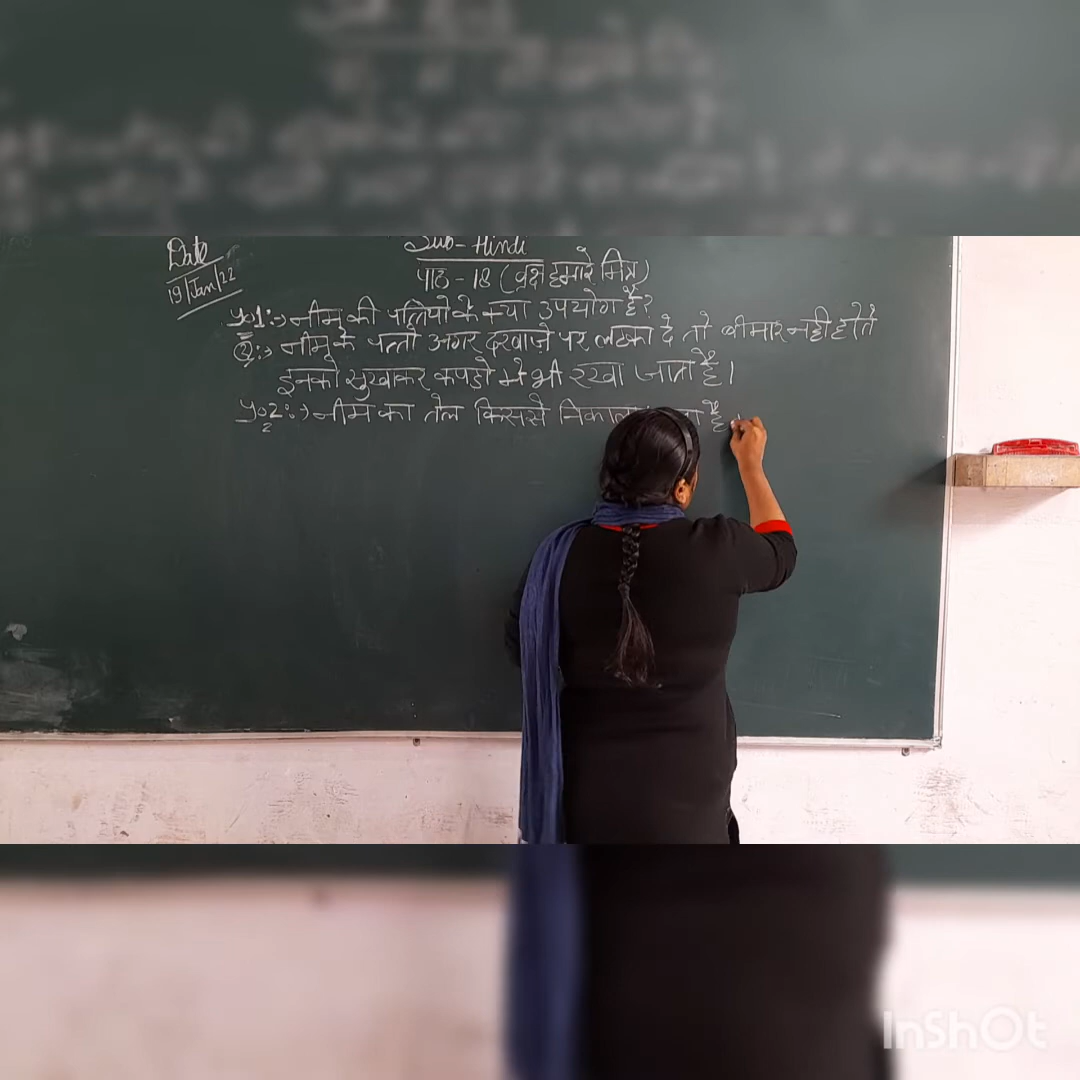 Date
19/Jan/22
Sub - Hindi
पाठ - 18 (वृक्ष हमारे मित्र)
प्र01:- नीम की पत्तियो के क्या उपयोग है?
उ:- नीम के पत्तो अगर दरवाज़े पर लटका दे तो बीमार नही होते
इनको सुखाकर कपडो मे भी रखा जाता है।
प्र02:- नीम का तेल किससे निकाला है
InShOt